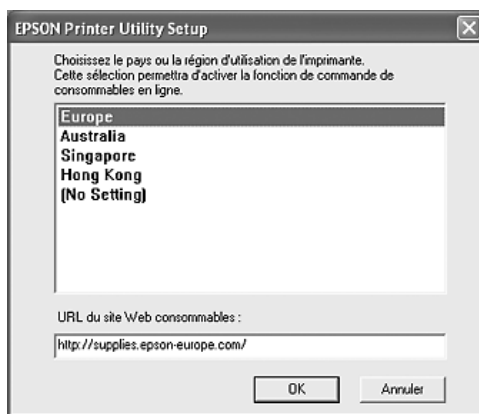 EPSON Printer Utility Setup
Choisissez le pays ou la région d'utilisation de l'imprimante.
Cette sélection permettra d'activer la fonction de commande de
consommables en ligne.
Europe
Australia
Singapore
Hong Kong
(No Setting)
URL du site Web consommables :
http://supplies.epson-europe.com/
OK
Annuler